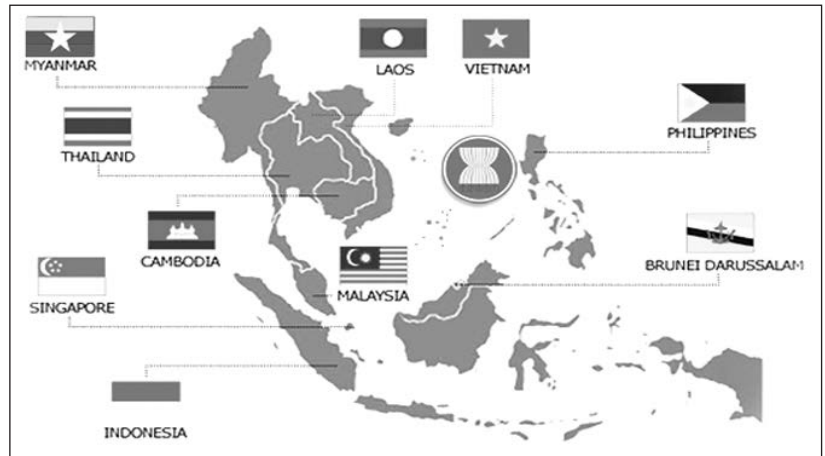 MYANMAR
LAOS
VIETNAM
PHILIPPINES
THAILAND
CAMBODIA
BRUNEI DARUSSALAM
SINGAPORE
MALAYSIA
INDONESIA